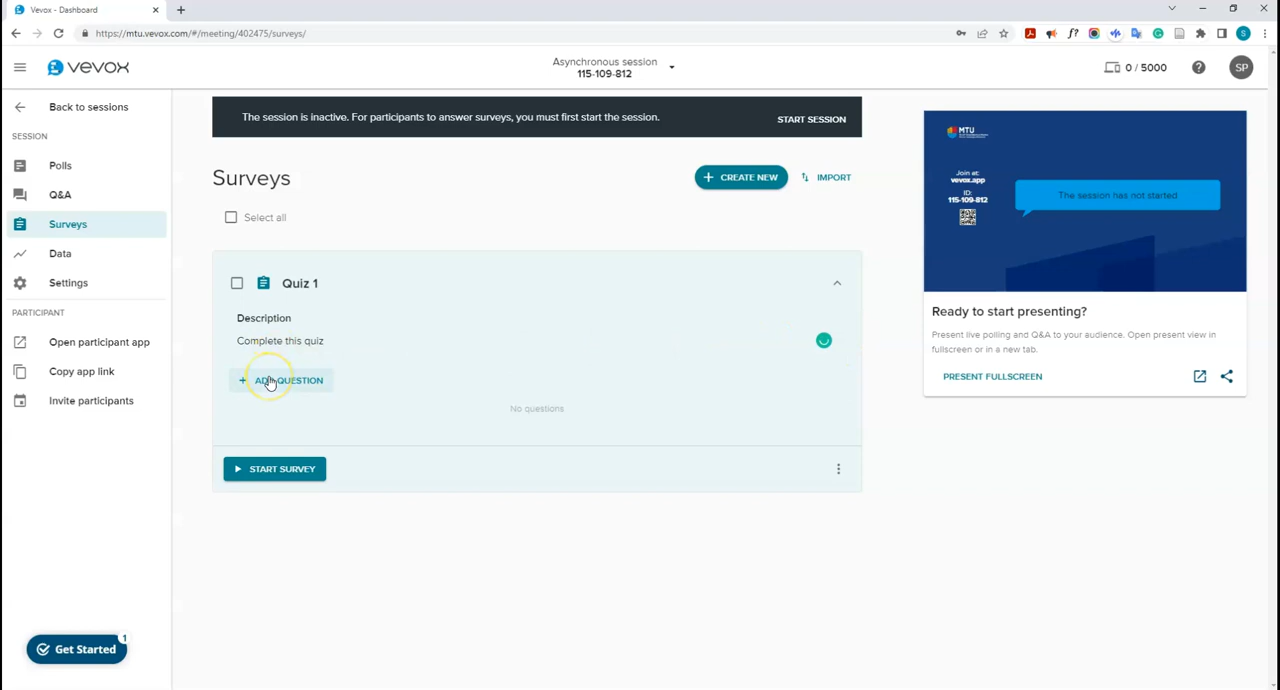 Vevox - Dashboard
https://mtu.vevox.com/#/meeting/402475/surveys/
S
vevox
Asynchronous session
115-109-812
0 / 5000
SP
Back to sessions
SESSION
Polls
Q&A
Surveys
Data
Settings
PARTICIPANT
Open participant app
Copy app link
Invite participants
Get Started
1
The session is inactive. For participants to answer surveys, you must first start the session.
START SESSION
Surveys
CREATE NEW
IMPORT
Select all
Quiz 1
Description
Complete this quiz
+ ADD QUESTION
No questions
START SURVEY
MTU
Join at:
vevox.app
ID:
115-109-812
The session has not started
Ready to start presenting?
Present live polling and Q&A to your audience. Open present view in
fullscreen or in a new tab.
PRESENT FULLSCREEN